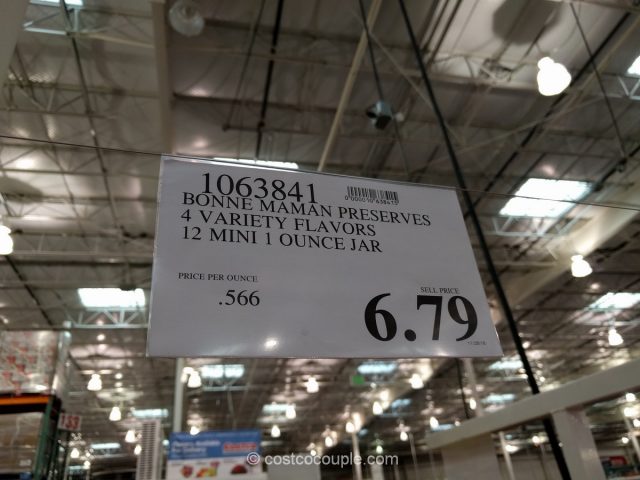 1063841
BONNE MAMAN PRESERVES
4 VARIETY FLAVORS
12 MINI 1 OUNCE JAR
PRICE PER OUNCE
.566
SELL PRICE
6.79
133
© costcocouple.com